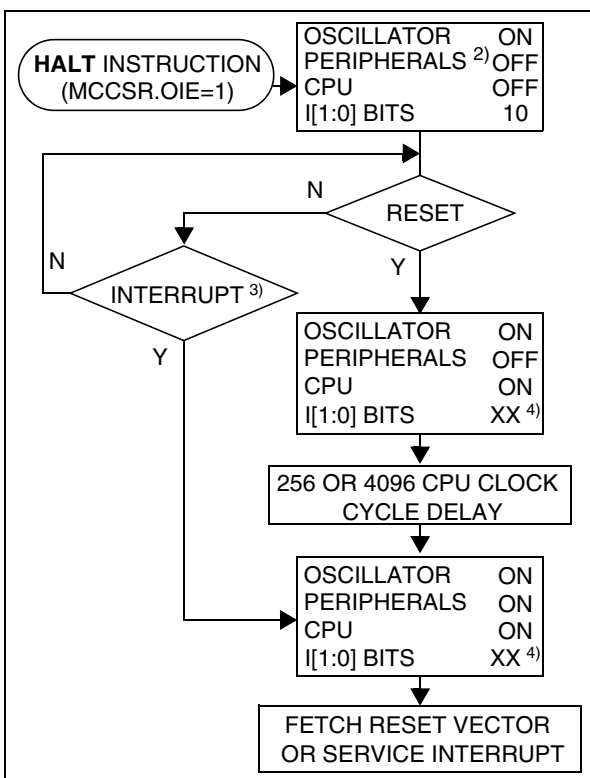 HALT INSTRUCTION
(MCCSR.OIE=1)
OSCILLATOR ON
PERIPHERALS 2) OFF
CPU OFF
I[1:0] BITS 10
N
RESET
N
INTERRUPT 3)
Y
Y
OSCILLATOR ON
PERIPHERALS OFF
CPU ON
I[1:0] BITS XX 4)
256 OR 4096 CPU CLOCK
CYCLE DELAY
OSCILLATOR ON
PERIPHERALS ON
CPU ON
I[1:0] BITS XX 4)
FETCH RESET VECTOR
OR SERVICE INTERRUPT